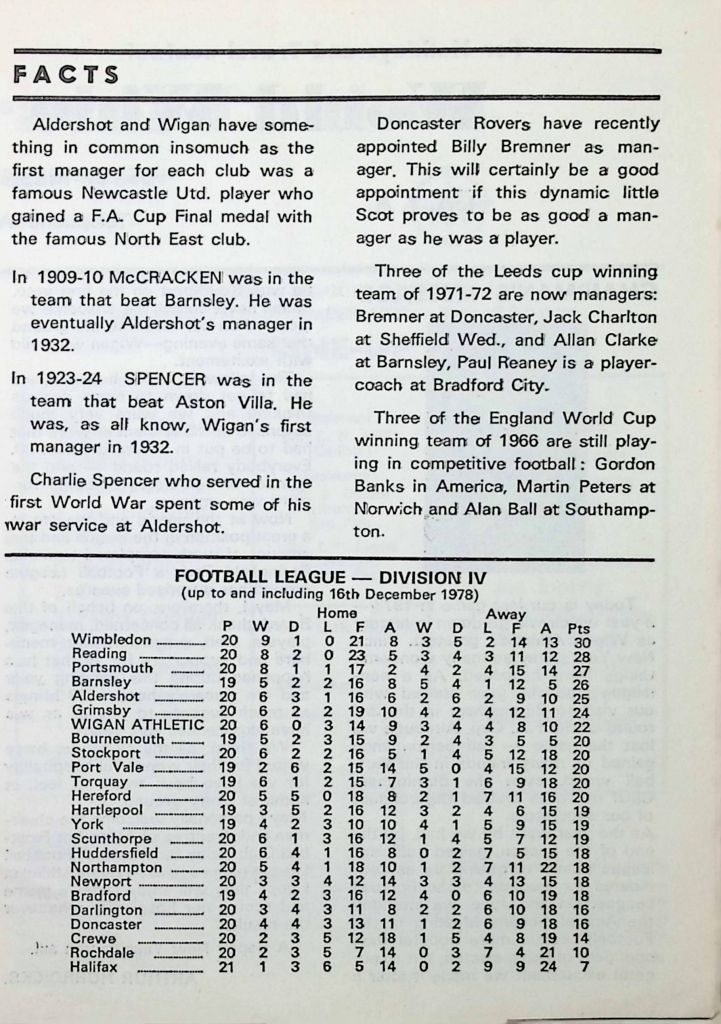 FACTS
Aldershot and Wigan have some-
thing in common insomuch as the
first manager for each club was a
famous Newcastle Utd. player who
gained a F.A. Cup Final medal with
the famous North East club.
In 1909-10 McCRACKEN was in the
team that beat Barnsley. He was
eventually Aldershot's manager in
1932.
In 1923-24 SPENCER was in the
team that beat Aston Villa. He
was, as all know, Wigan's first
manager in 1932.
Charlie Spencer who served in the
first World War spent some of his
war service at Aldershot.
Doncaster Rovers have recently
appointed Billy Bremner as man-
ager. This will certainly be a good
appointment if this dynamic little
Scot proves to be as good a man-
ager as he was a player.
Three of the Leeds cup winning
team of 1971-72 are now managers:
Bremner at Doncaster, Jack Charlton
at Sheffield Wed., and Allan Clarke
at Barnsley, Paul Reaney is a player-
coach at Bradford City.
Three of the England World Cup
winning team of 1966 are still play-
ing in competitive football: Gordon
Banks in America, Martin Peters at
Norwich and Alan Ball at Southamp-
ton.
FOOTBALL LEAGUE — DIVISION IV
(up to and including 16th December 1978)
Home Away
P W D L F A W D L F A Pts
Wimbledon 20 9 1 0 21 8 3 5 2 14 13 30
Reading 20 8 2 0 23 5 3 4 3 11 12 28
Portsmouth 20 8 1 1 17 2 4 2 4 15 14 27
Barnsley 19 5 2 2 16 8 5 4 1 12 5 26
Aldershot 20 6 3 1 16 6 2 6 2 9 10 25
Grimsby 20 6 2 2 19 10 4 2 4 12 11 24
WIGAN ATHLETIC 20 6 0 3 14 9 3 4 4 8 10 22
Bournemouth 19 5 2 3 15 9 2 4 3 5 5 20
Stockport 20 6 2 2 16 5 1 4 5 12 18 20
Port Vale 19 2 6 2 15 14 5 0 4 15 12 20
Torquay 19 6 1 2 15 7 3 1 6 9 18 20
Hereford 20 5 5 0 18 8 2 1 7 11 16 20
Hartlepool 19 3 5 2 16 12 3 2 4 6 15 19
York 19 4 2 3 10 10 4 1 5 9 15 19
Scunthorpe 20 6 1 3 16 12 1 4 5 7 12 19
Huddersfield 20 6 4 1 16 8 0 2 7 5 15 18
Northampton 20 5 4 1 18 10 1 2 7 11 22 18
Newport 20 3 3 4 12 14 3 3 4 13 15 18
Bradford 19 4 2 3 16 12 4 0 6 10 19 18
Darlington 20 3 4 3 11 8 2 2 6 10 18 16
Doncaster 20 4 4 3 13 11 1 2 6 9 18 16
Crewe 20 2 3 5 12 18 1 5 4 8 19 14
Rochdale 20 2 3 5 7 14 0 3 7 4 21 10
Halifax 21 1 3 6 5 14 0 2 9 9 24 7